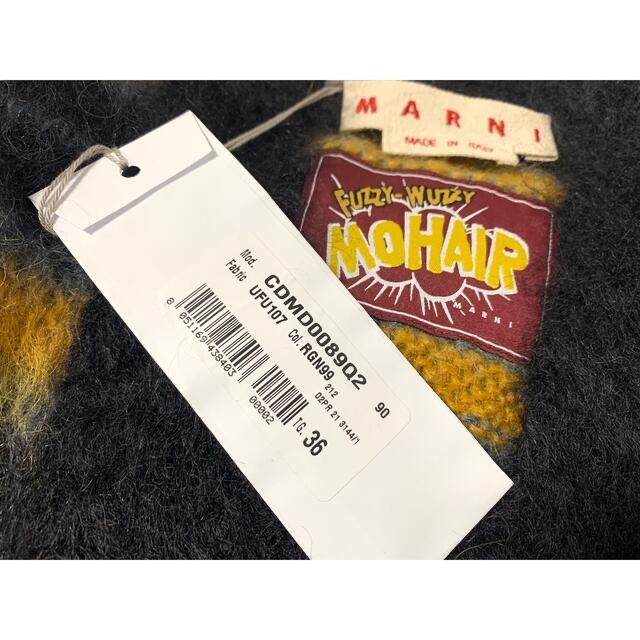 MARNI
MADE IN ITALY
FUZZY-WUZZY
MOHAIR
MARNI
Mod. CDMD0089Q2 90
Fabric UFU107 Col. RGN99 212
02PR 21 3144/1
8 051169 438403 00002
TG. 36